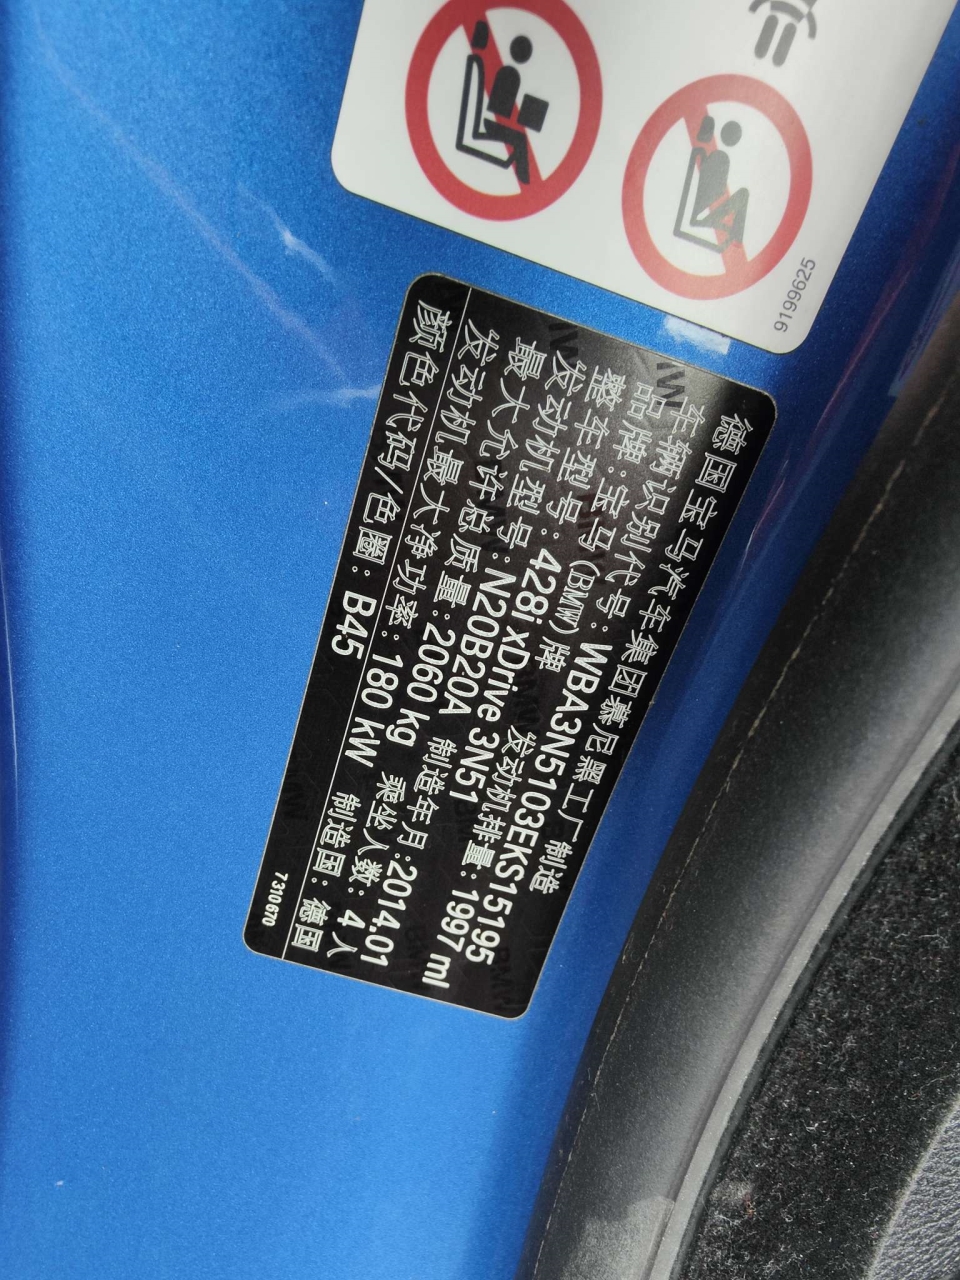 9199625
德国宝马汽车集团慕尼黑工厂制造
车辆识别代号: WBA3N5103EKS15195
品牌: 宝马 (BMW) 牌 发动机排量: 1997 ml
整车型号: 428i xDrive 3N51
发动机型号: N20B20A 制造年月: 2014.01
最大允许总质量: 2060 kg 乘坐人数: 4 人
发动机最大净功率: 180 kW 制造国: 德国
颜色代码/色圈: B45
7310670